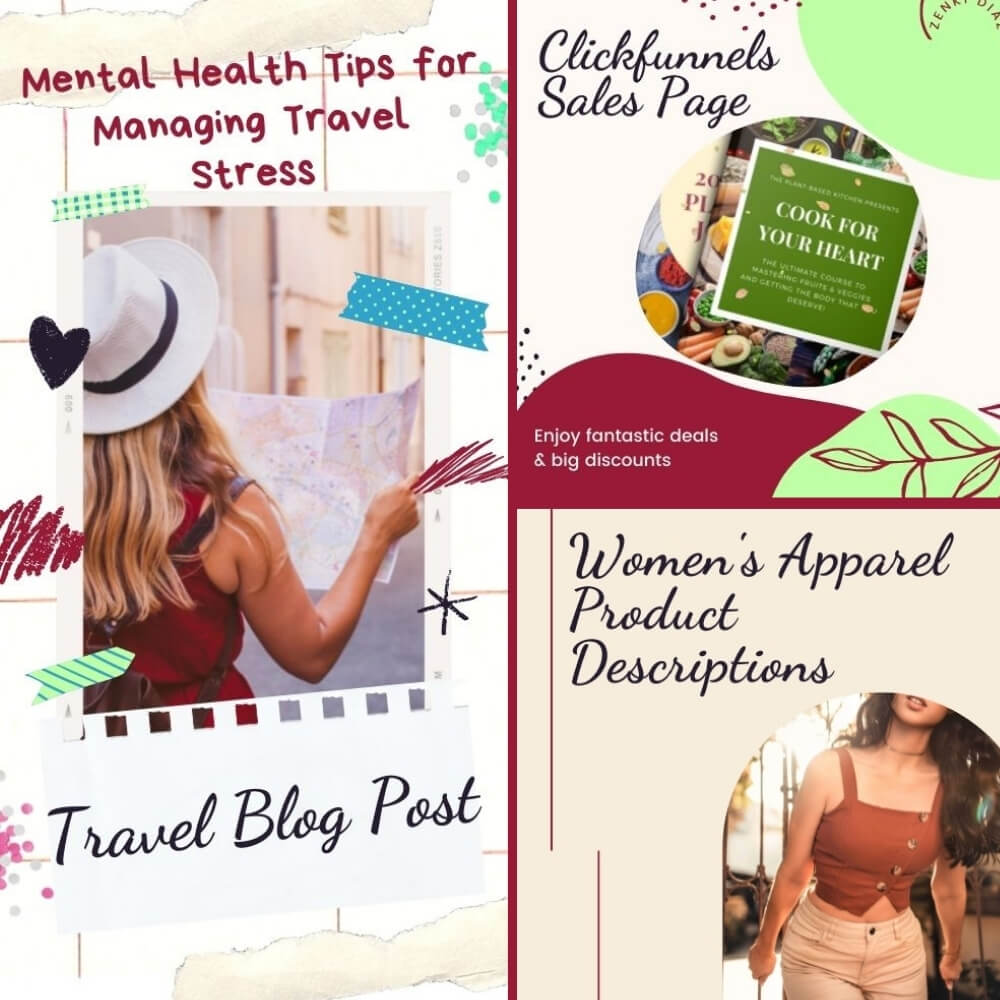 Mental Health Tips for
Managing Travel
Stress
Travel Blog Post
Clickfunnels
Sales Page
THE PLANT BASED KITCHEN PRESENTS
COOK FOR
YOUR HEART
THE ULTIMATE COURSE TO
MASTERING FRUITS & VEGGIES
AND GETTING THE BODY THAT YOU
DESERVE!
Enjoy fantastic deals
& big discounts
Women's Apparel
Product
Descriptions